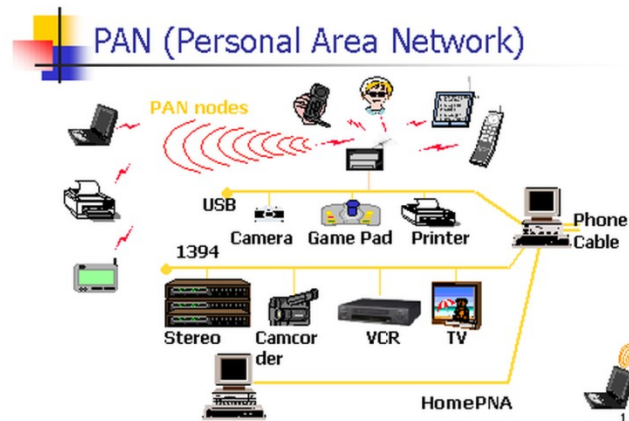 PAN (Personal Area Network)
PAN nodes
USB
Camera
Game Pad
Printer
Phone
Cable
1394
Stereo
Camcor
der
VCR
TV
HomePNA
1